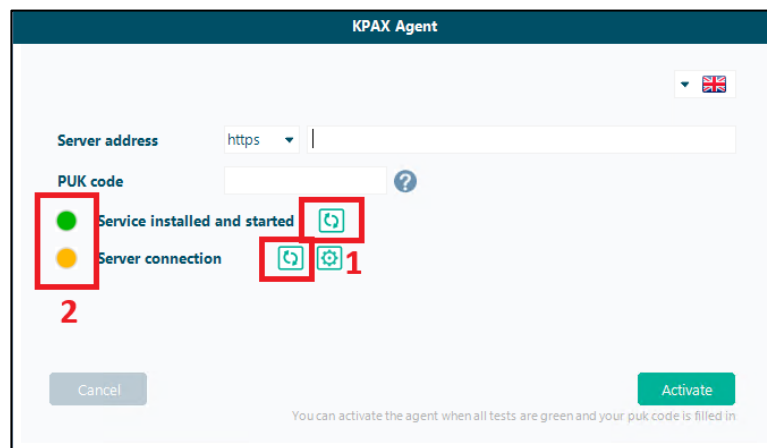 KPAX Agent
Server address https
PUK code ?
Service installed and started
Server connection 1
2
Cancel Activate
You can activate the agent when all tests are green and your puk code is filled in